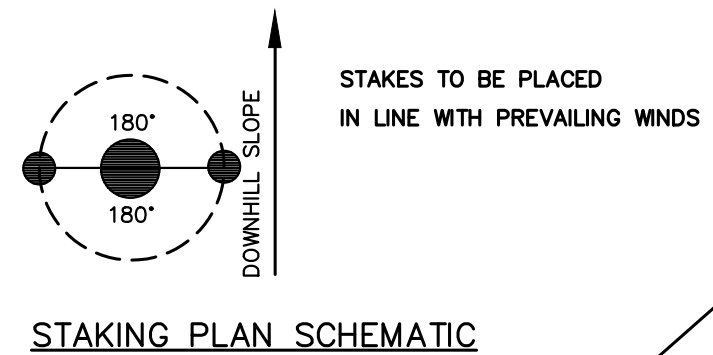 180°
180°
DOWNHILL SLOPE
STAKES TO BE PLACED
IN LINE WITH PREVAILING WINDS
STAKING PLAN SCHEMATIC